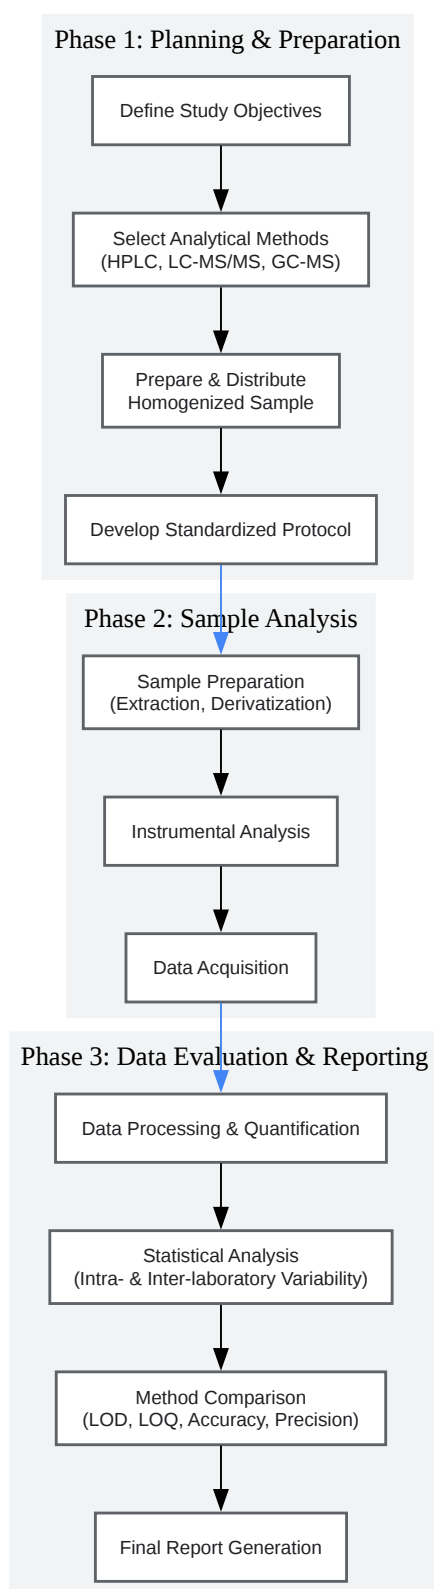 Phase 1: Planning & Preparation
Define Study Objectives
Select Analytical Methods
(HPLC, LC-MS/MS, GC-MS)
Prepare & Distribute
Homogenized Sample
Develop Standardized Protocol
Phase 2: Sample Analysis
Sample Preparation
(Extraction, Derivatization)
Instrumental Analysis
Data Acquisition
Phase 3: Data Evaluation & Reporting
Data Processing & Quantification
Statistical Analysis
(Intra- & Inter-laboratory Variability)
Method Comparison
(LOD, LOQ, Accuracy, Precision)
Final Report Generation